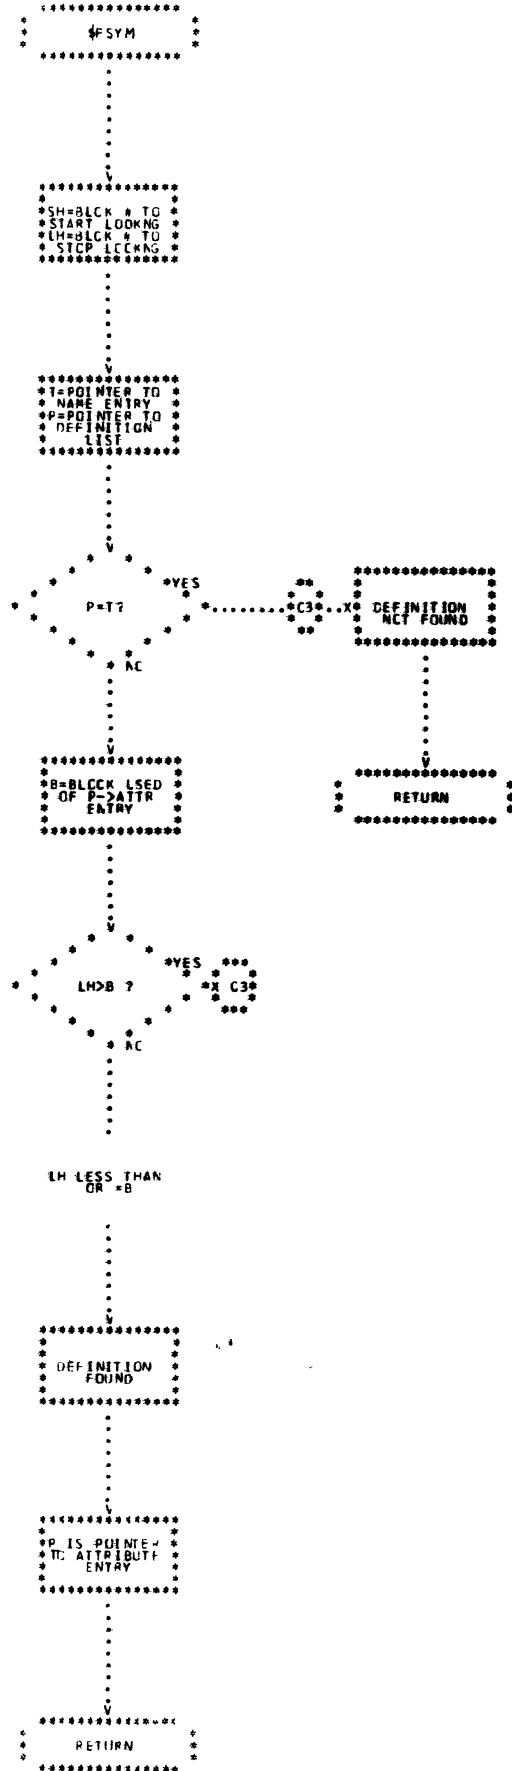 $FSYM
SH=BLCK # TO
START LOOKNG
LH=BLCK # TO
STOP LCCKNG
T=POINTER TO
NAME ENTRY
P=POINTER TO
DEFINITION
LIST
P=T?
YES
C3
X
DEFINITION
NCT FOUND
NC
B=BLCCK LSED
OF P->ATTR
ENTRY
RETURN
LH>B ?
YES
X C3
NC
LH LESS THAN
OR =B
DEFINITION
FOUND
P IS POINTER
TO ATTRIBUTE
ENTRY
RETURN